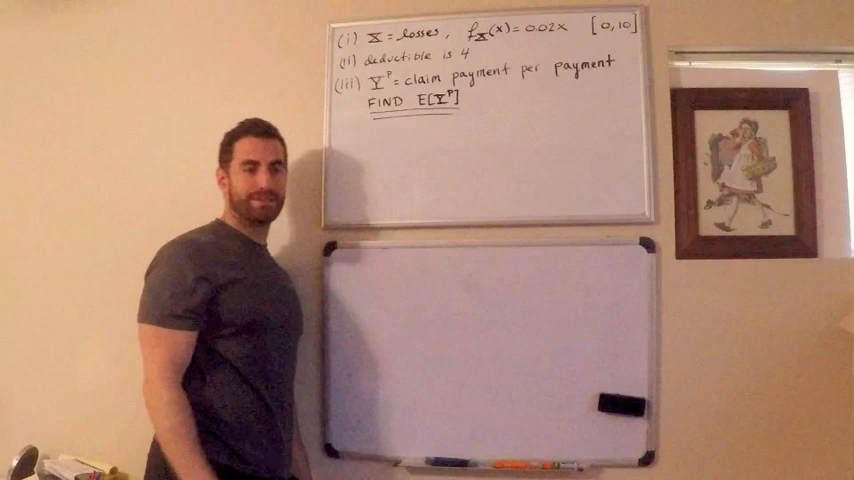 (i) X = losses, f_X(x) = 0.02x [0,10]
(ii) deductible is 4
(iii) Y^P = claim payment per payment
FIND E[Y^P]